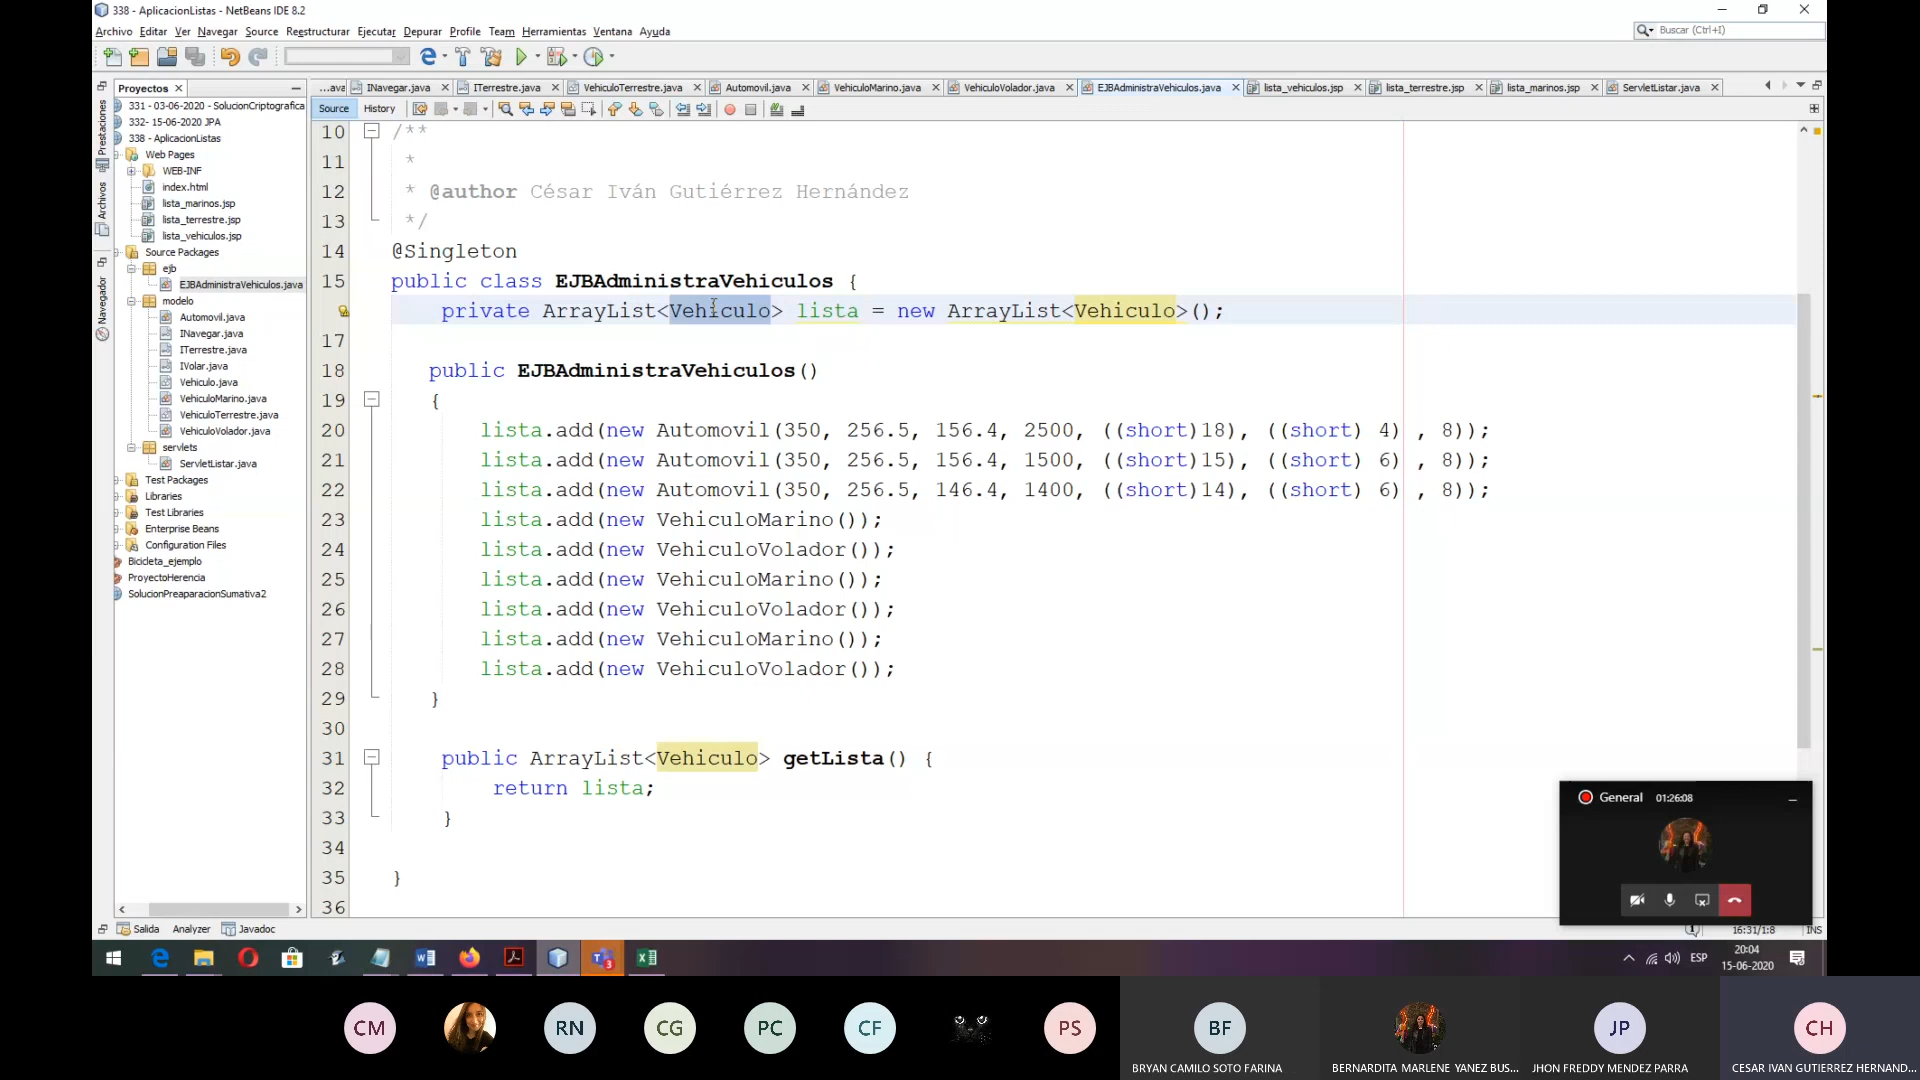 338 - AplicacionListas - NetBeans IDE 8.2
Archivo Editar Ver Navegar Source Reestructurar Ejecutar Depurar Profile Team Herramientas Ventana Ayuda
Buscar (Ctrl+I)
Proyectos
...ava INavegar.java ITerrestre.java VehiculoTerrestre.java Automovil.java VehiculoMarino.java VehiculoVolador.java EJBAdministraVehiculos.java lista_vehiculos.jsp lista_terrestre.jsp lista_marinos.jsp ServletListar.java
Source History
Prestaciones
Archivos
Navegador
331 - 03-06-2020 - SolucionCriptografica
332- 15-06-2020 JPA
338 - AplicacionListas
Web Pages
WEB-INF
index.html
lista_marinos.jsp
lista_terrestre.jsp
lista_vehiculos.jsp
Source Packages
ejb
EJBAdministraVehiculos.java
modelo
Automovil.java
INavegar.java
ITerrestre.java
IVolar.java
Vehiculo.java
VehiculoMarino.java
VehiculoTerrestre.java
VehiculoVolador.java
servlets
ServletListar.java
Test Packages
Libraries
Test Libraries
Enterprise Beans
Configuration Files
Bicicleta_ejemplo
ProyectoHerencia
SolucionPreaparacionSumativa2
10 /**
11 *
12 * @author César Iván Gutiérrez Hernández
13 */
14 @Singleton
15 public class EJBAdministraVehiculos {
private ArrayList<Vehiculo> lista = new ArrayList<Vehiculo>();
17
18 public EJBAdministraVehiculos()
19 {
20 lista.add(new Automovil(350, 256.5, 156.4, 2500, ((short)18), ((short) 4) , 8));
21 lista.add(new Automovil(350, 256.5, 156.4, 1500, ((short)15), ((short) 6) , 8));
22 lista.add(new Automovil(350, 256.5, 146.4, 1400, ((short)14), ((short) 6) , 8));
23 lista.add(new VehiculoMarino());
24 lista.add(new VehiculoVolador());
25 lista.add(new VehiculoMarino());
26 lista.add(new VehiculoVolador());
27 lista.add(new VehiculoMarino());
28 lista.add(new VehiculoVolador());
29 }
30
31 public ArrayList<Vehiculo> getLista() {
32 return lista;
33 }
34
35 }
36
General 01:26:08
Salida Analyzer Javadoc
16:31/1:8 INS
ESP
20:04
15-06-2020
3
CM RN CG PC CF PS BF JP CH
BRYAN CAMILO SOTO FARINA
BERNARDITA MARLENE YANEZ BUS...
JHON FREDDY MENDEZ PARRA
CESAR IVAN GUTIERREZ HERNAND...